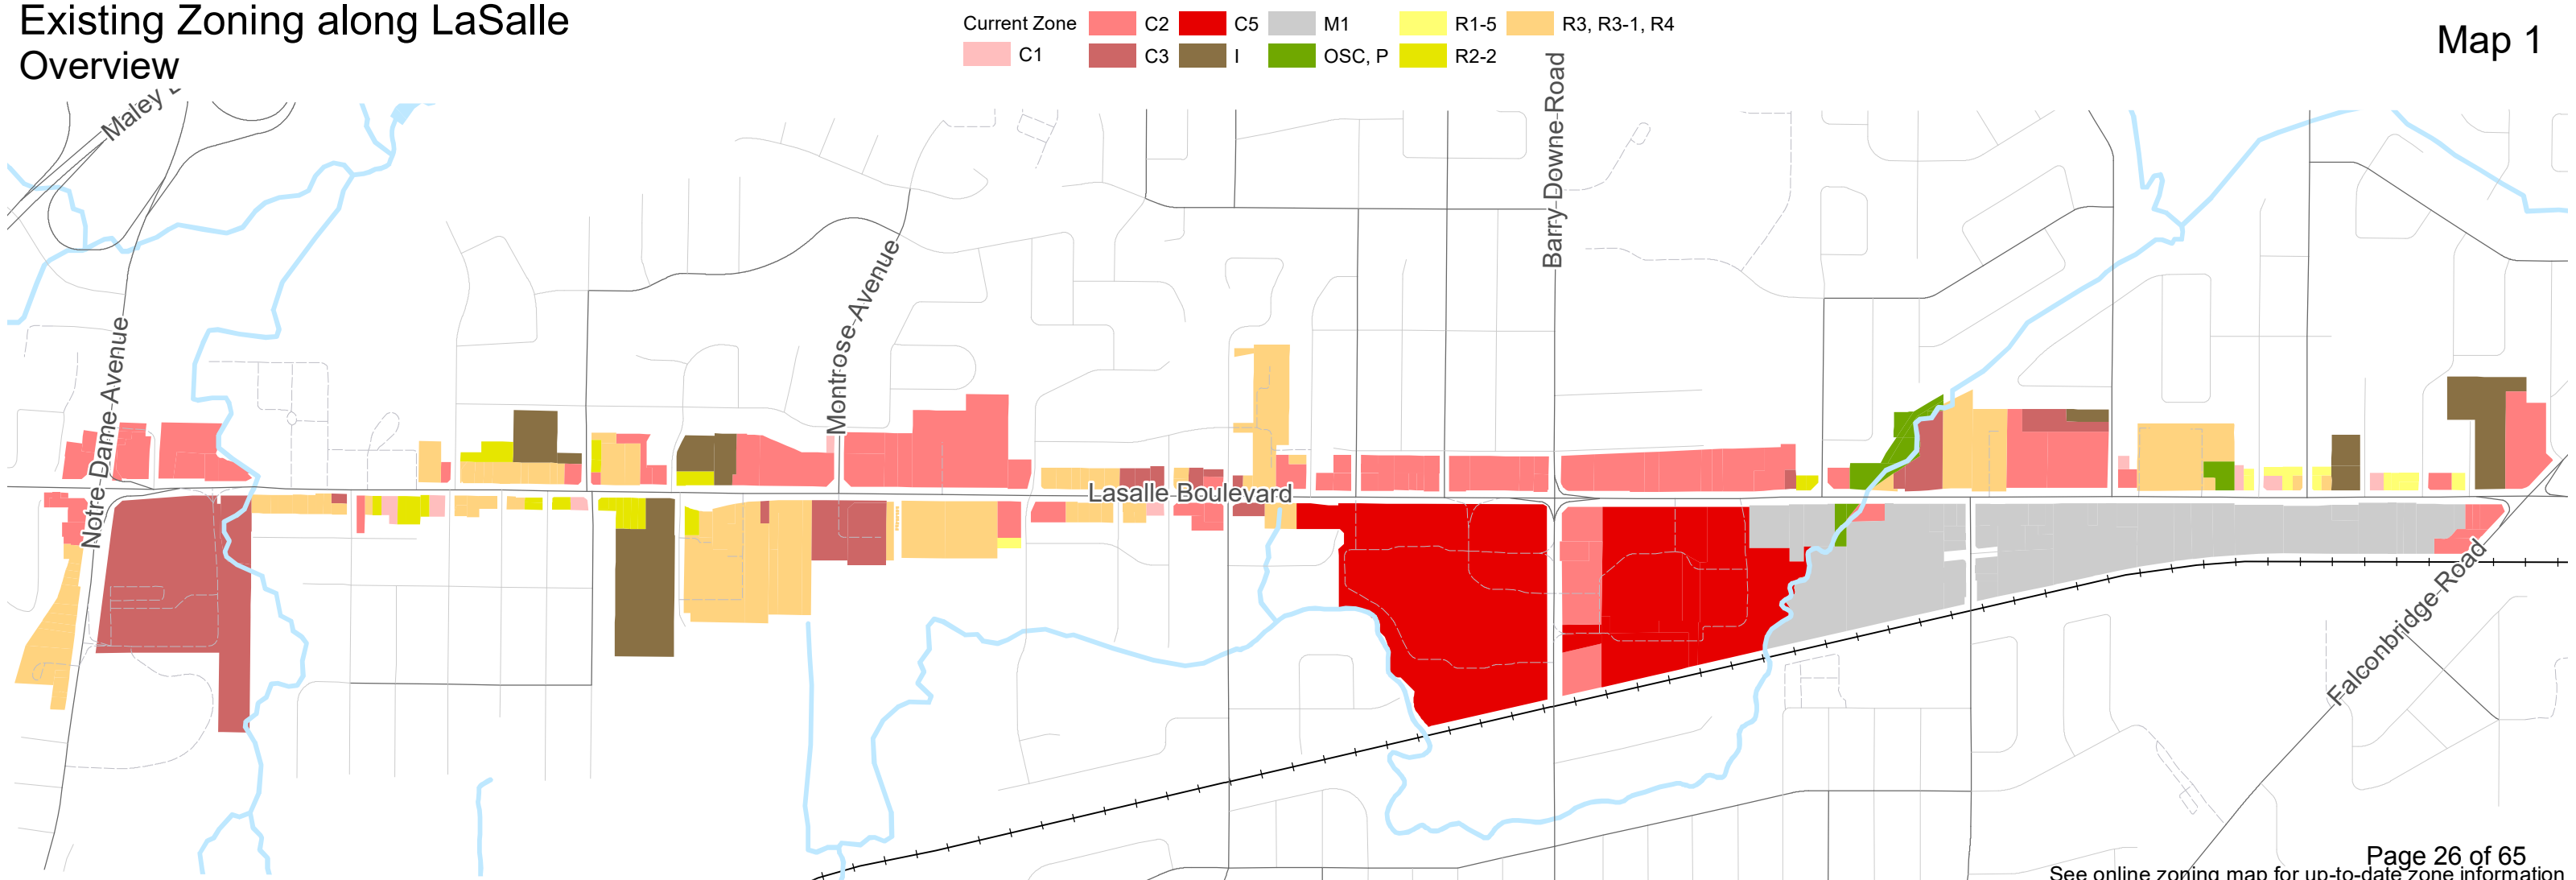 Existing Zoning along LaSalle
Overview
Current Zone
C1
C2
C3
C5
I
M1
OSC, P
R1-5
R2-2
R3, R3-1, R4
Map 1
Maley
Notre-Dame-Avenue
Montrose-Avenue
Barry-Downe-Road
Lasalle Boulevard
Falconbridge-Road
Page 26 of 65
See online zoning map for up-to-date zone information